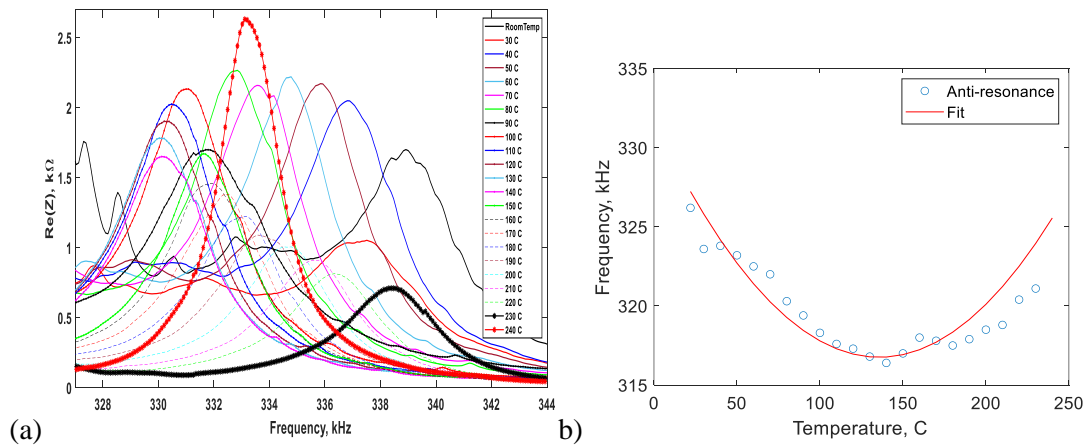 2.5
2
1.5
1
0.5
0
Re(Z), kΩ
328 330 332 334 336 338 340 342 344
Frequency, kHz
RoomTemp
30 C
40 C
50 C
60 C
70 C
80 C
90 C
100 C
110 C
120 C
130 C
140 C
150 C
160 C
170 C
180 C
190 C
200 C
210 C
220 C
230 C
240 C
(a)
335
330
325
320
315
Frequency, kHz
0 50 100 150 200 250
Temperature, C
Anti-resonance
Fit
b)